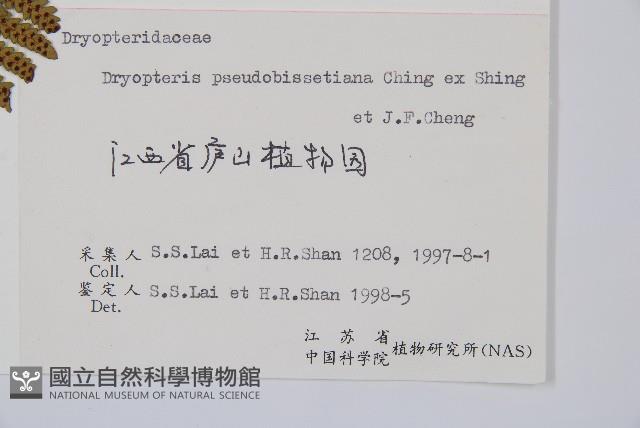 Dryopteridaceae
Dryopteris pseudobissetiana Ching ex Shing
et J.F.Cheng
江西省庐山植物园
采集人 S.S.Lai et H.R.Shan 1208, 1997-8-1
Coll.
鉴定人 S.S.Lai et H.R.Shan 1998-5
Det.
江苏省
中国科学院 植物研究所(NAS)
國立自然科學博物館
NATIONAL MUSEUM OF NATURAL SCIENCE